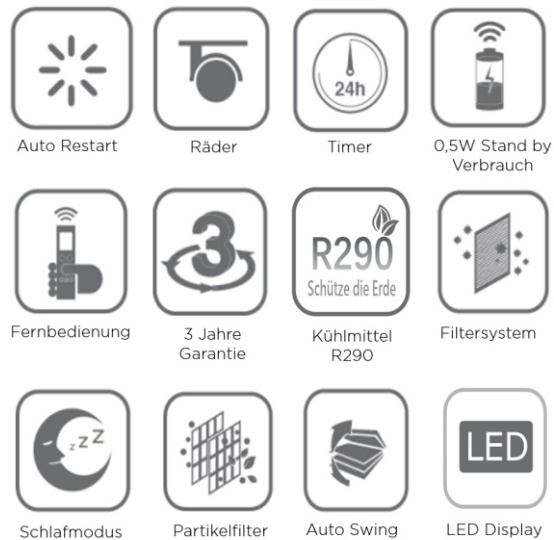 24h
Auto Restart
Räder
Timer
0,5W Stand by
Verbrauch
3
R290
Schütze die Erde
Fernbedienung
3 Jahre
Garantie
Kühlmittel
R290
Filtersystem
z z Z
LED
Schlafmodus
Partikelfilter
Auto Swing
LED Display